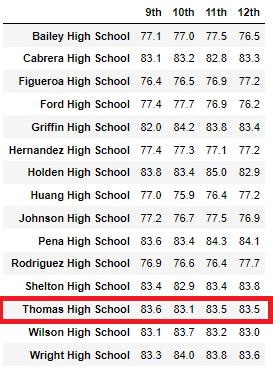 9th 10th 11th 12th
Bailey High School 77.1 77.0 77.5 76.5
Cabrera High School 83.1 83.2 82.8 83.3
Figueroa High School 76.4 76.5 76.9 77.2
Ford High School 77.4 77.7 76.9 76.2
Griffin High School 82.0 84.2 83.8 83.4
Hernandez High School 77.4 77.3 77.1 77.2
Holden High School 83.8 83.4 85.0 82.9
Huang High School 77.0 75.9 76.4 77.2
Johnson High School 77.2 76.7 77.5 76.9
Pena High School 83.6 83.4 84.3 84.1
Rodriguez High School 76.9 76.6 76.4 77.7
Shelton High School 83.4 82.9 83.4 83.8
Thomas High School 83.6 83.1 83.5 83.5
Wilson High School 83.1 83.7 83.2 83.0
Wright High School 83.3 84.0 83.8 83.6